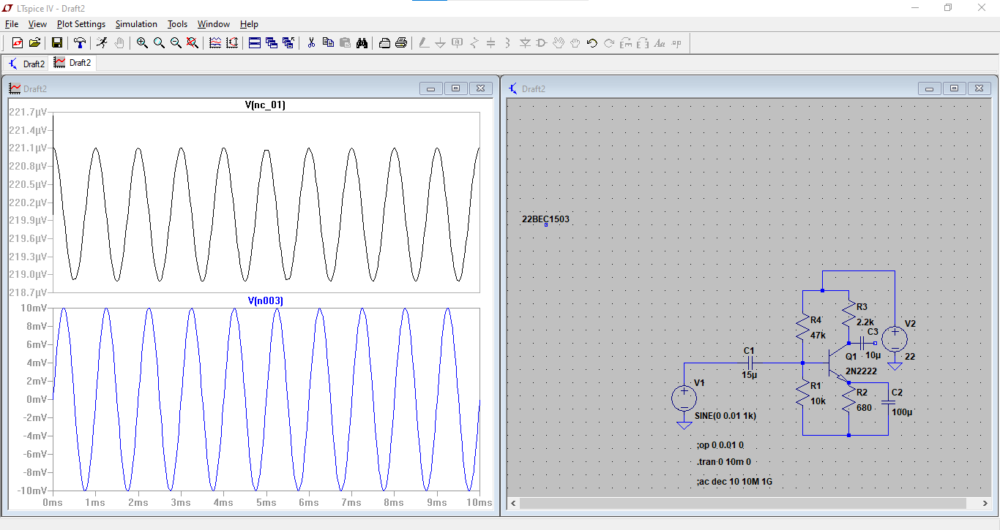 LTspice IV - Draft2
File View Plot Settings Simulation Tools Window Help
Draft2 Draft2
Draft2
V(nc_01)
221.7µV
221.4µV
221.1µV
220.8µV
220.5µV
220.2µV
219.9µV
219.6µV
219.3µV
219.0µV
218.7µV
V(n003)
10mV
8mV
6mV
4mV
2mV
0mV
-2mV
-4mV
-6mV
-8mV
-10mV
0ms 1ms 2ms 3ms 4ms 5ms 6ms 7ms 8ms 9ms 10ms
Draft2
22BEC1503
R3
2.2k
R4
47k
C3
10µ
V2
22
C1
15µ
Q1
2N2222
V1
SINE(0 0.01 1k)
R1
10k
R2
680
C2
100µ
;op 0 0.01 0
.tran 0 10m 0
;ac dec 10 10M 1G